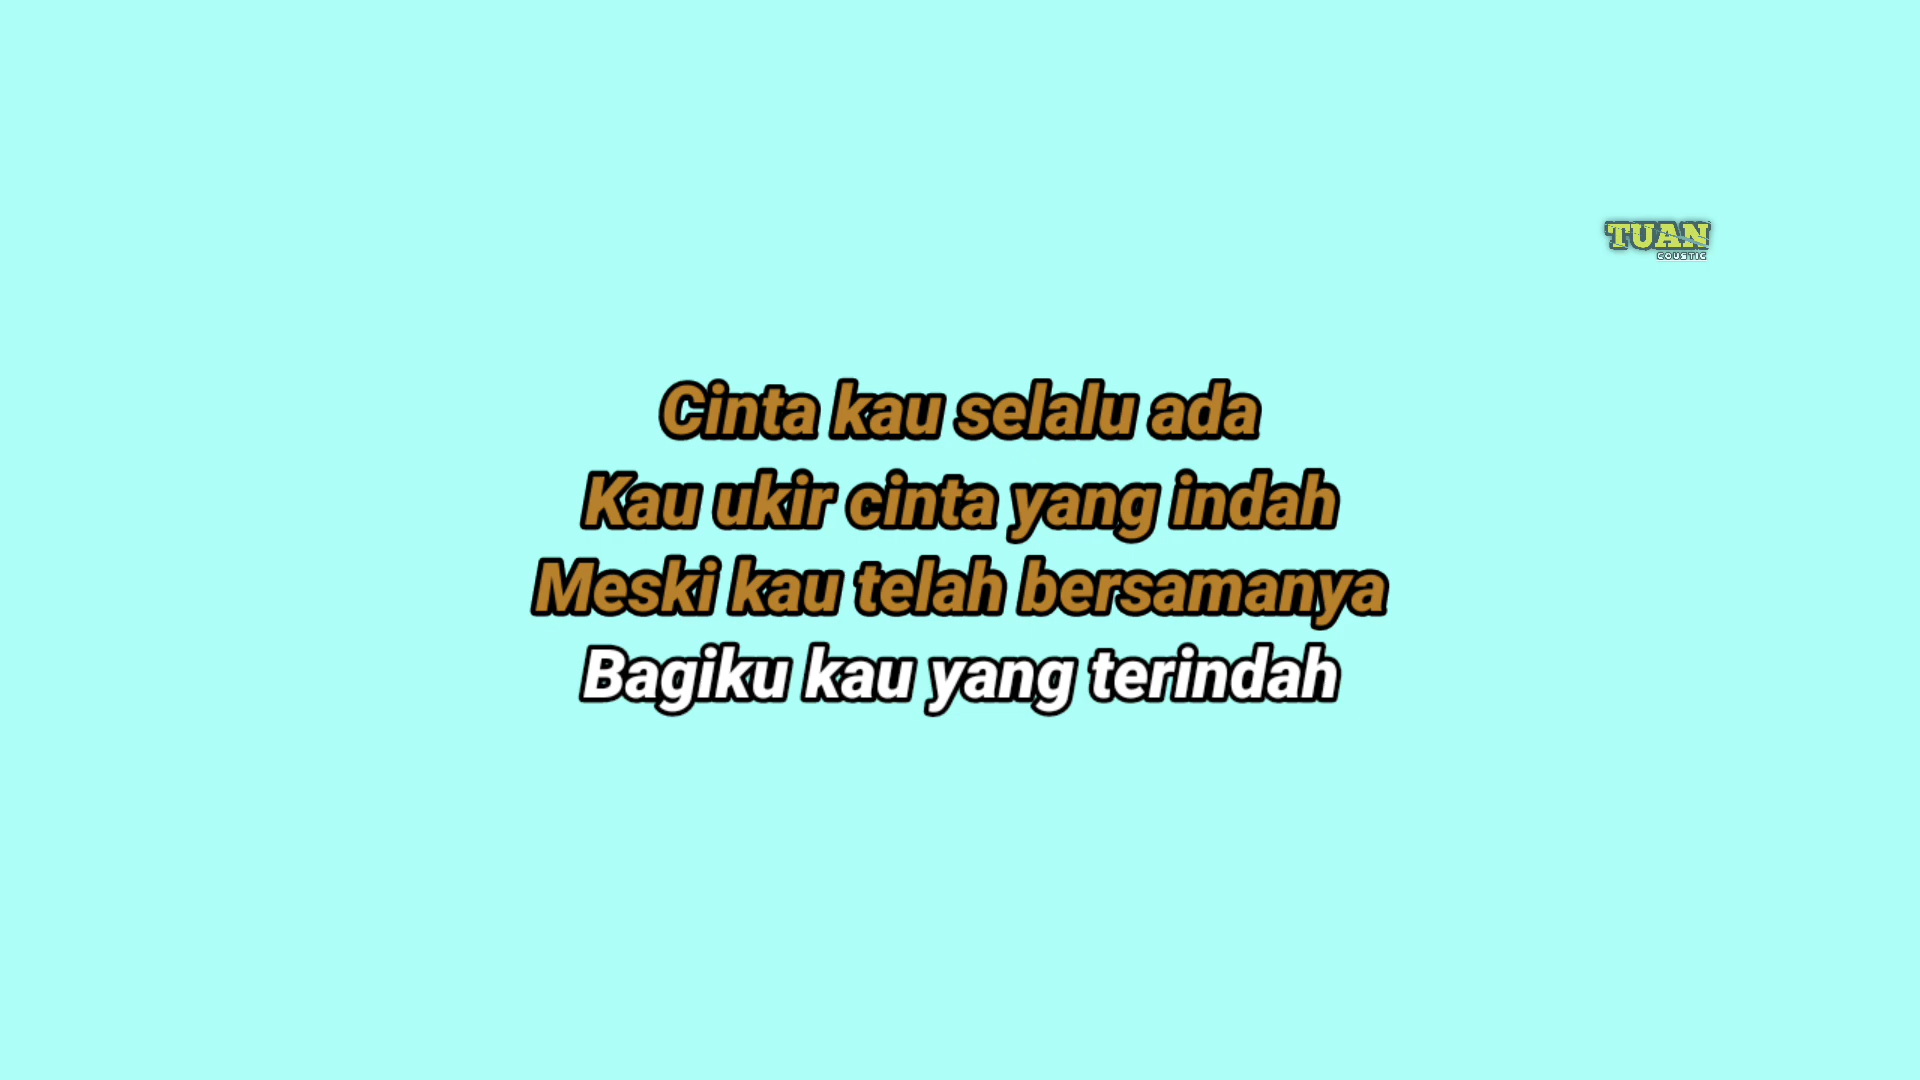 TUAN
COUSTIC
Cinta kau selalu ada
Kau ukir cinta yang indah
Meski kau telah bersamanya
Bagiku kau yang terindah